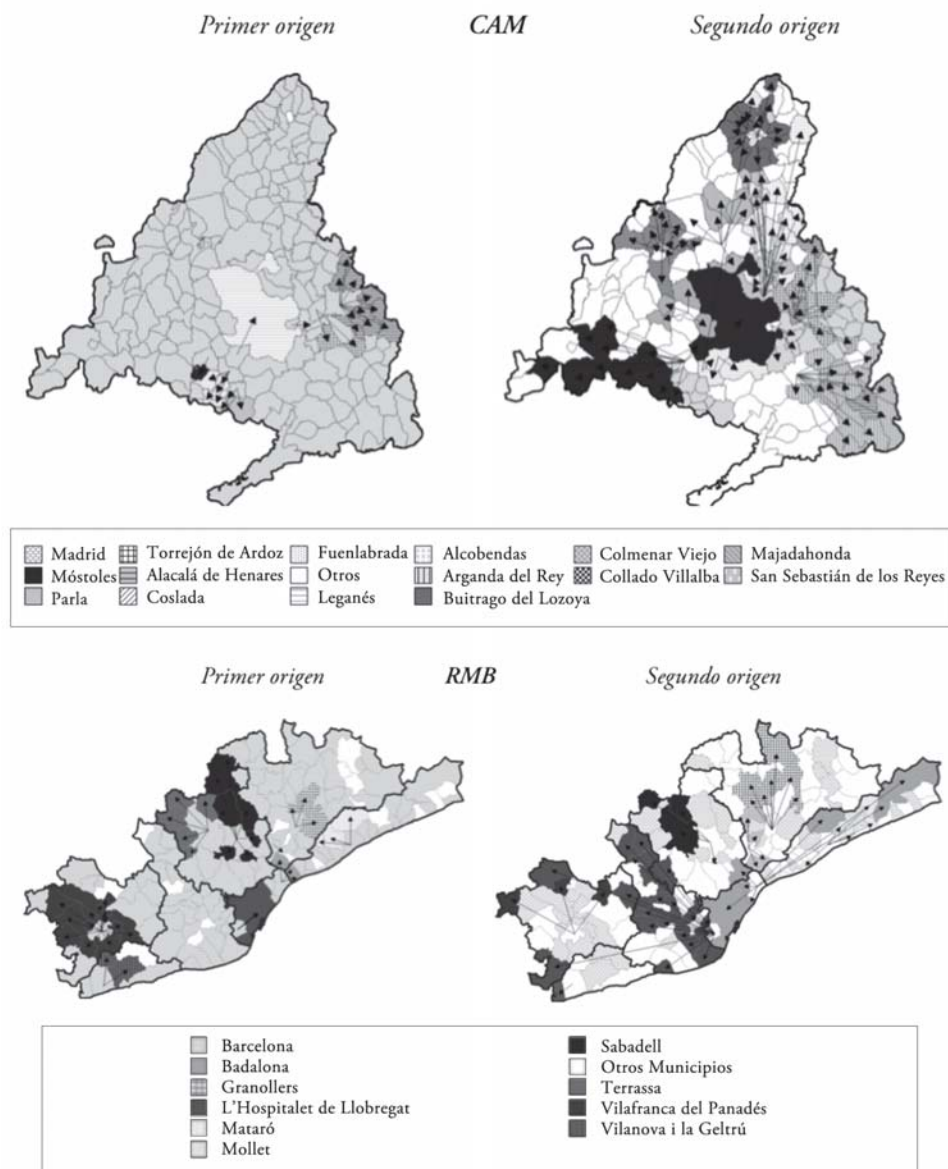 Primer origen CAM Segundo origen
Madrid Torrejón de Ardoz Fuenlabrada Alcobendas Colmenar Viejo Majadahonda
Móstoles Alacalá de Henares Otros Arganda del Rey Collado Villalba San Sebastián de los Reyes
Parla Coslada Leganés Buitrago del Lozoya
Primer origen RMB Segundo origen
Barcelona Sabadell
Badalona Otros Municipios
Granollers Terrassa
L'Hospitalet de Llobregat Vilafranca del Panadés
Mataró Vilanova i la Geltrú
Mollet